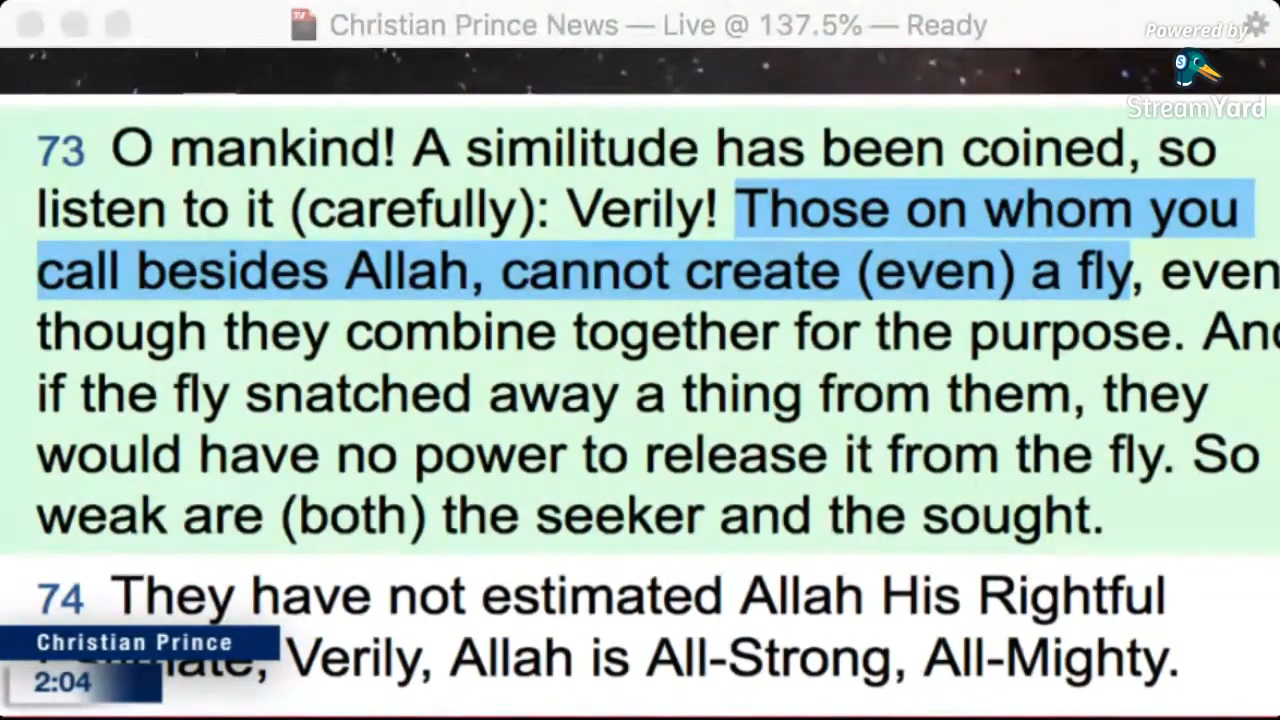 Christian Prince News — Live @ 137.5% — Ready
Powered by
StreamYard
73 O mankind! A similitude has been coined, so
listen to it (carefully): Verily! Those on whom you
call besides Allah, cannot create (even) a fly, even
though they combine together for the purpose. And
if the fly snatched away a thing from them, they
would have no power to release it from the fly. So
weak are (both) the seeker and the sought.
74 They have not estimated Allah His Rightful
Verily, Allah is All-Strong, All-Mighty.
Christian Prince
2:04